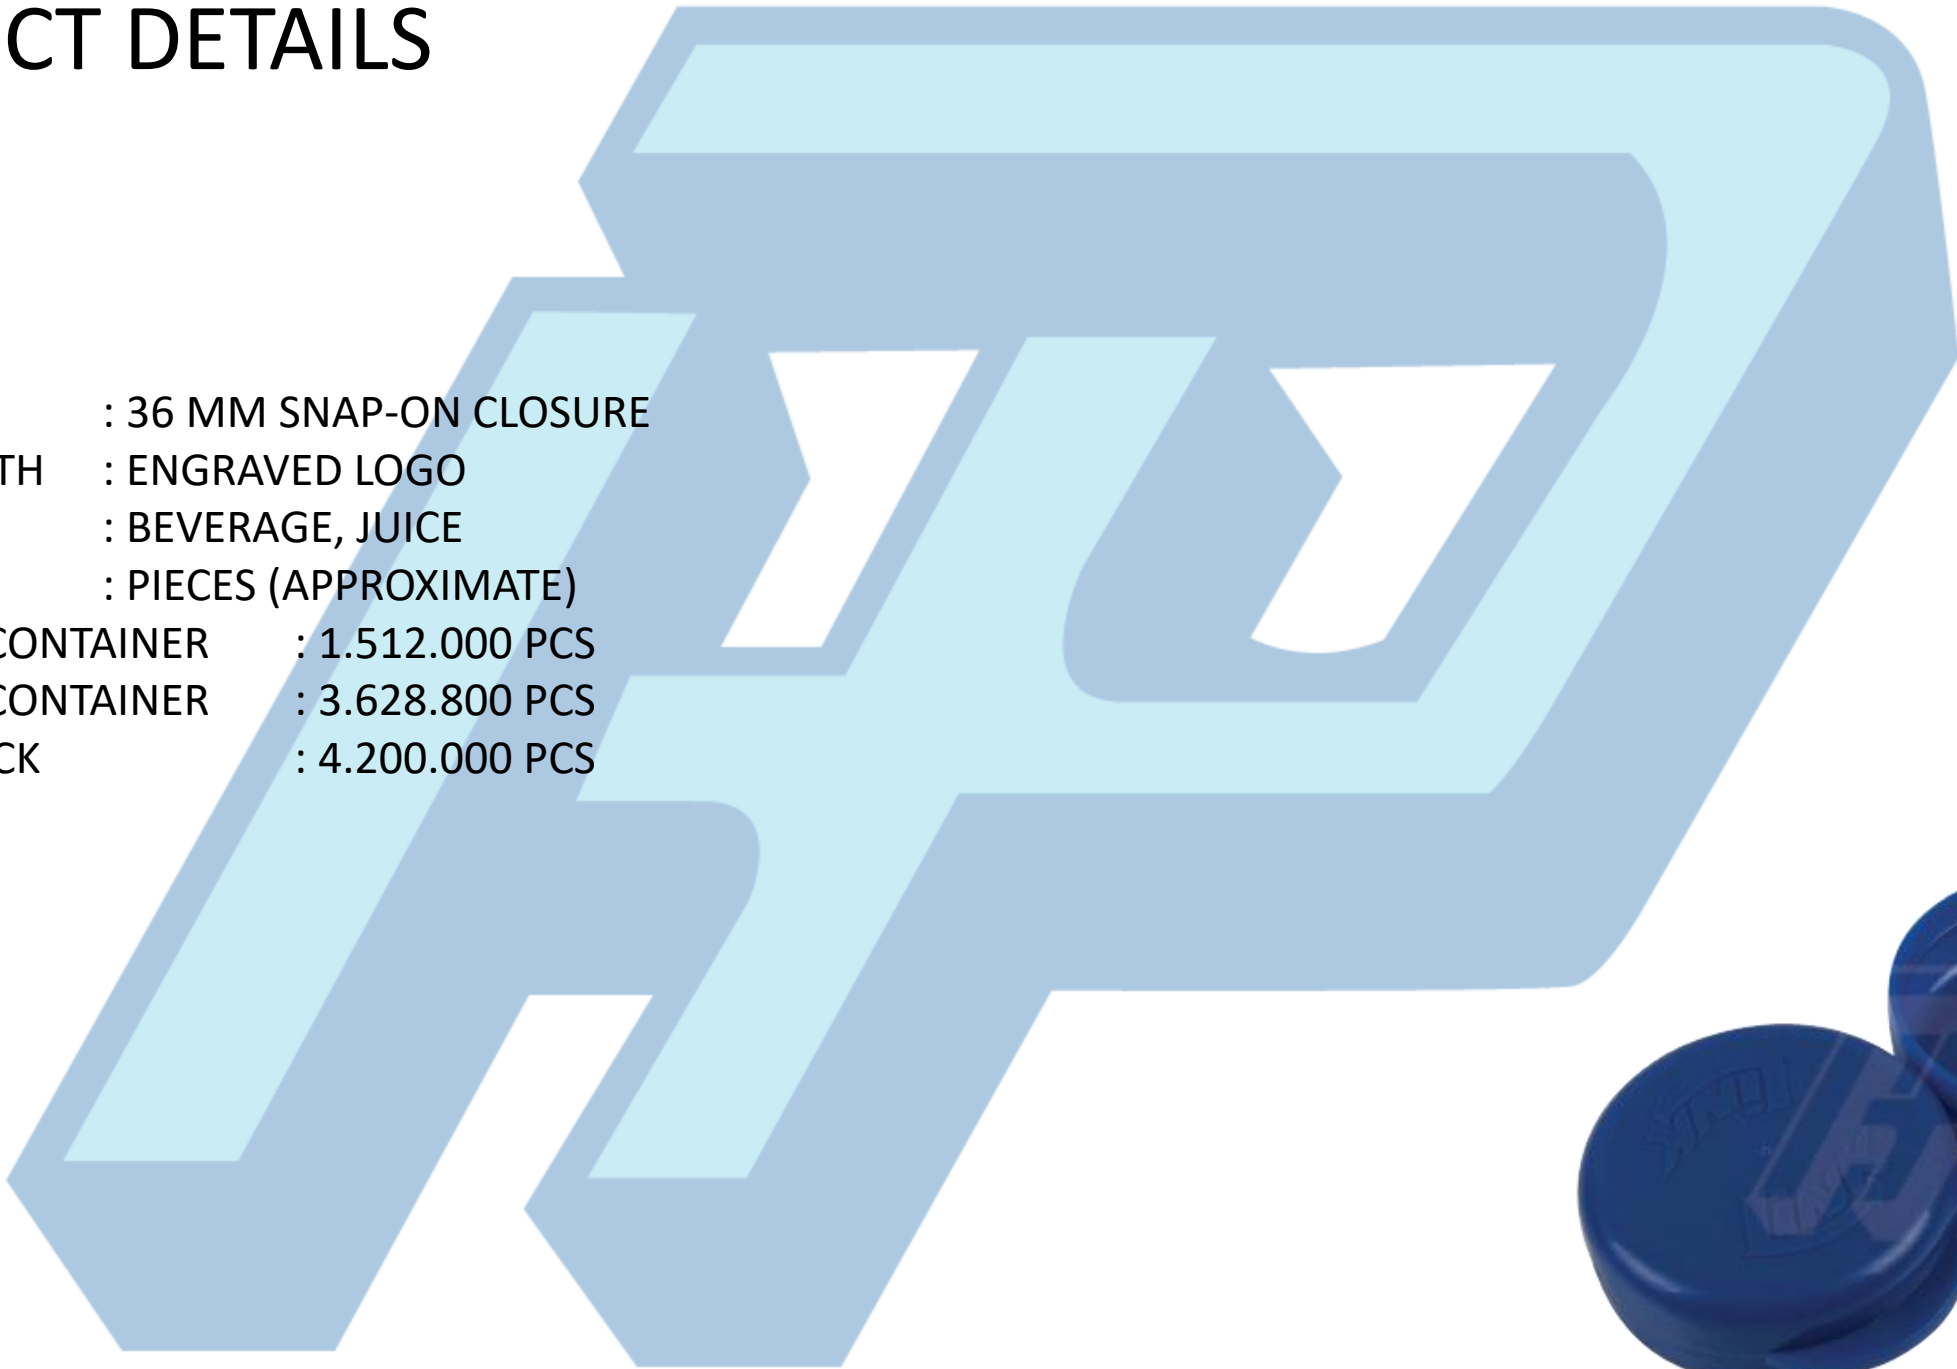 CT DETAILS
: 36 MM SNAP-ON CLOSURE
TH : ENGRAVED LOGO
: BEVERAGE, JUICE
: PIECES (APPROXIMATE)
CONTAINER : 1.512.000 PCS
CONTAINER : 3.628.800 PCS
CK : 4.200.000 PCS